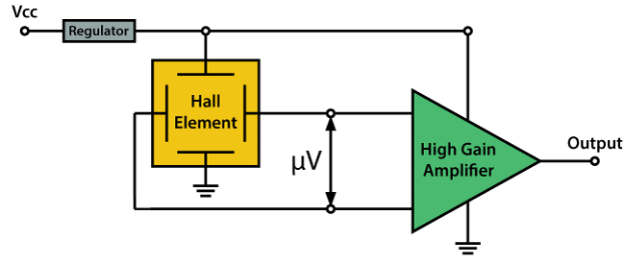 Vcc
Regulator
Hall
Element
μV
High Gain
Amplifier
Output